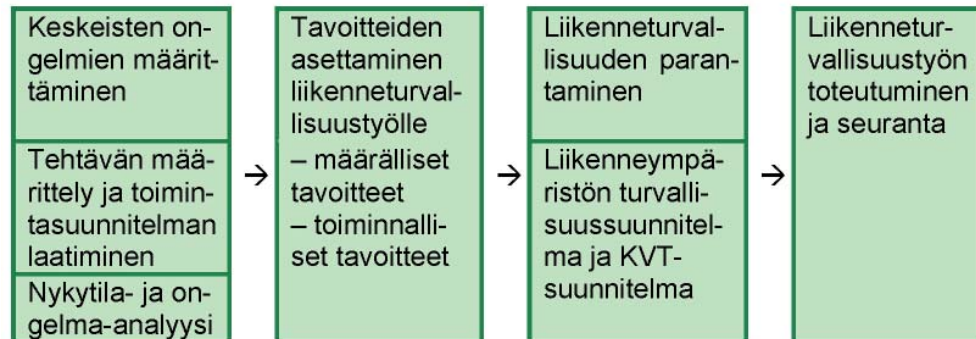 Keskeisten on-
gelmien määrit-
täminen
Tehtävän mää-
rittely ja toimin-
tasuunnitelman
laatiminen
Nykytila- ja on-
gelma-analyysi
→
Tavoitteiden
asettaminen
liikenneturval-
lisuustyölle
– määrälliset
tavoitteet
– toiminnalli-
set tavoitteet
→
Liikenneturval-
lisuuden paran-
taminen
Liikenneympä-
ristön turvalli-
suussuunnitel-
ma ja KVT-
suunnitelma
→
Liikennetur-
vallisuustyön
toteutuminen
ja seuranta